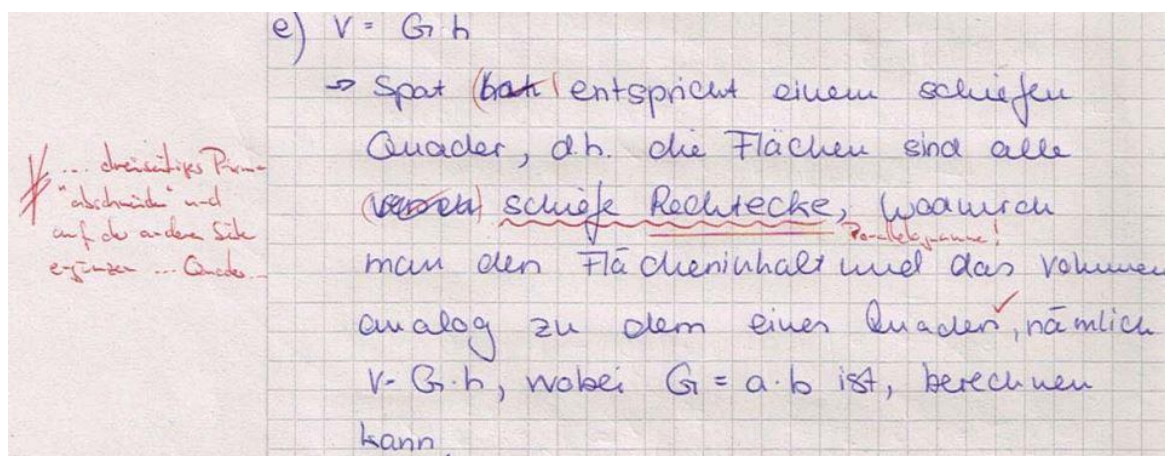 e) V = G·h
→ Spat (hat) entspricht einem schiefen
Quader, d.h. die Flächen sind alle
schiefe Rechtecke, wodurch
Parallelogramme!
man den Flächeninhalt und das Volumen
analog zu dem eines Quaders, nämlich
V = G·h, wobei G = a·b ist, berechnen
kann.
... dreiseitiges Prisma
"abschneiden" und
auf der anderen Seite
ergänzen ... Quader...